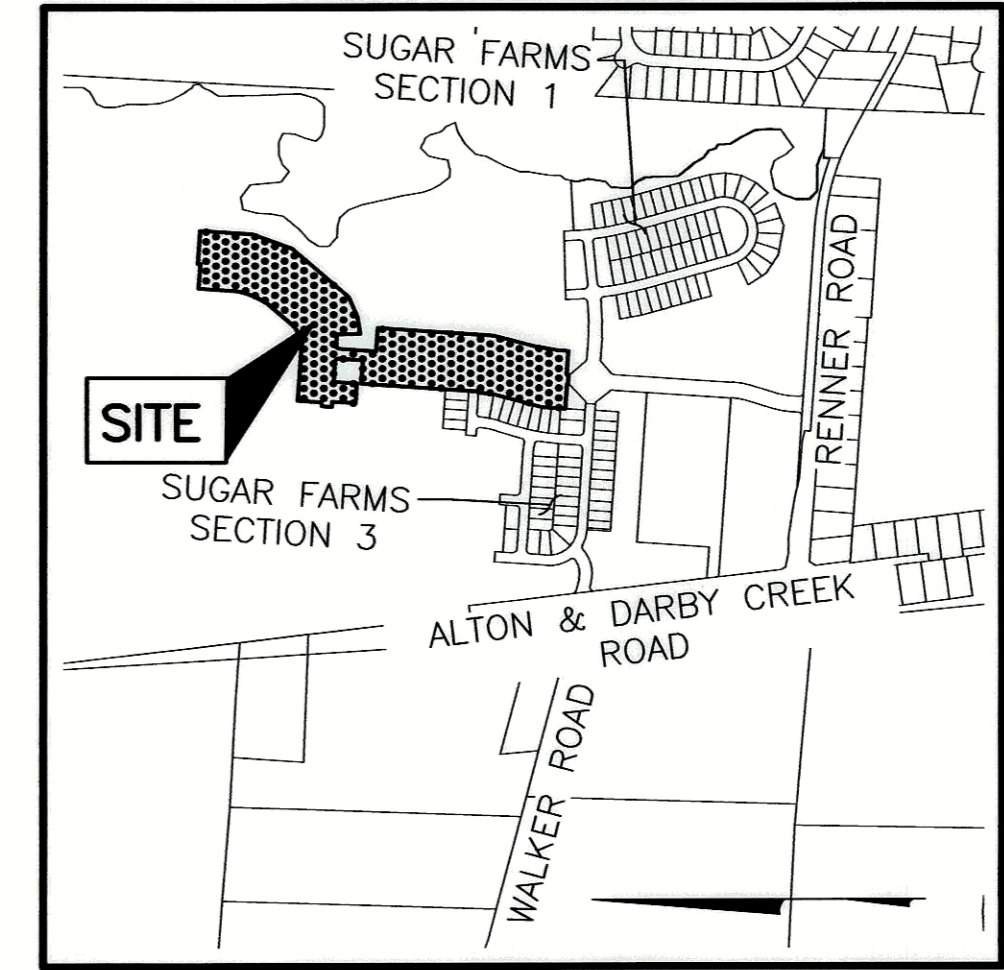 SUGAR FARMS
SECTION 1
RENNER ROAD
SITE
SUGAR FARMS
SECTION 3
ALTON & DARBY CREEK
ROAD
WALKER ROAD